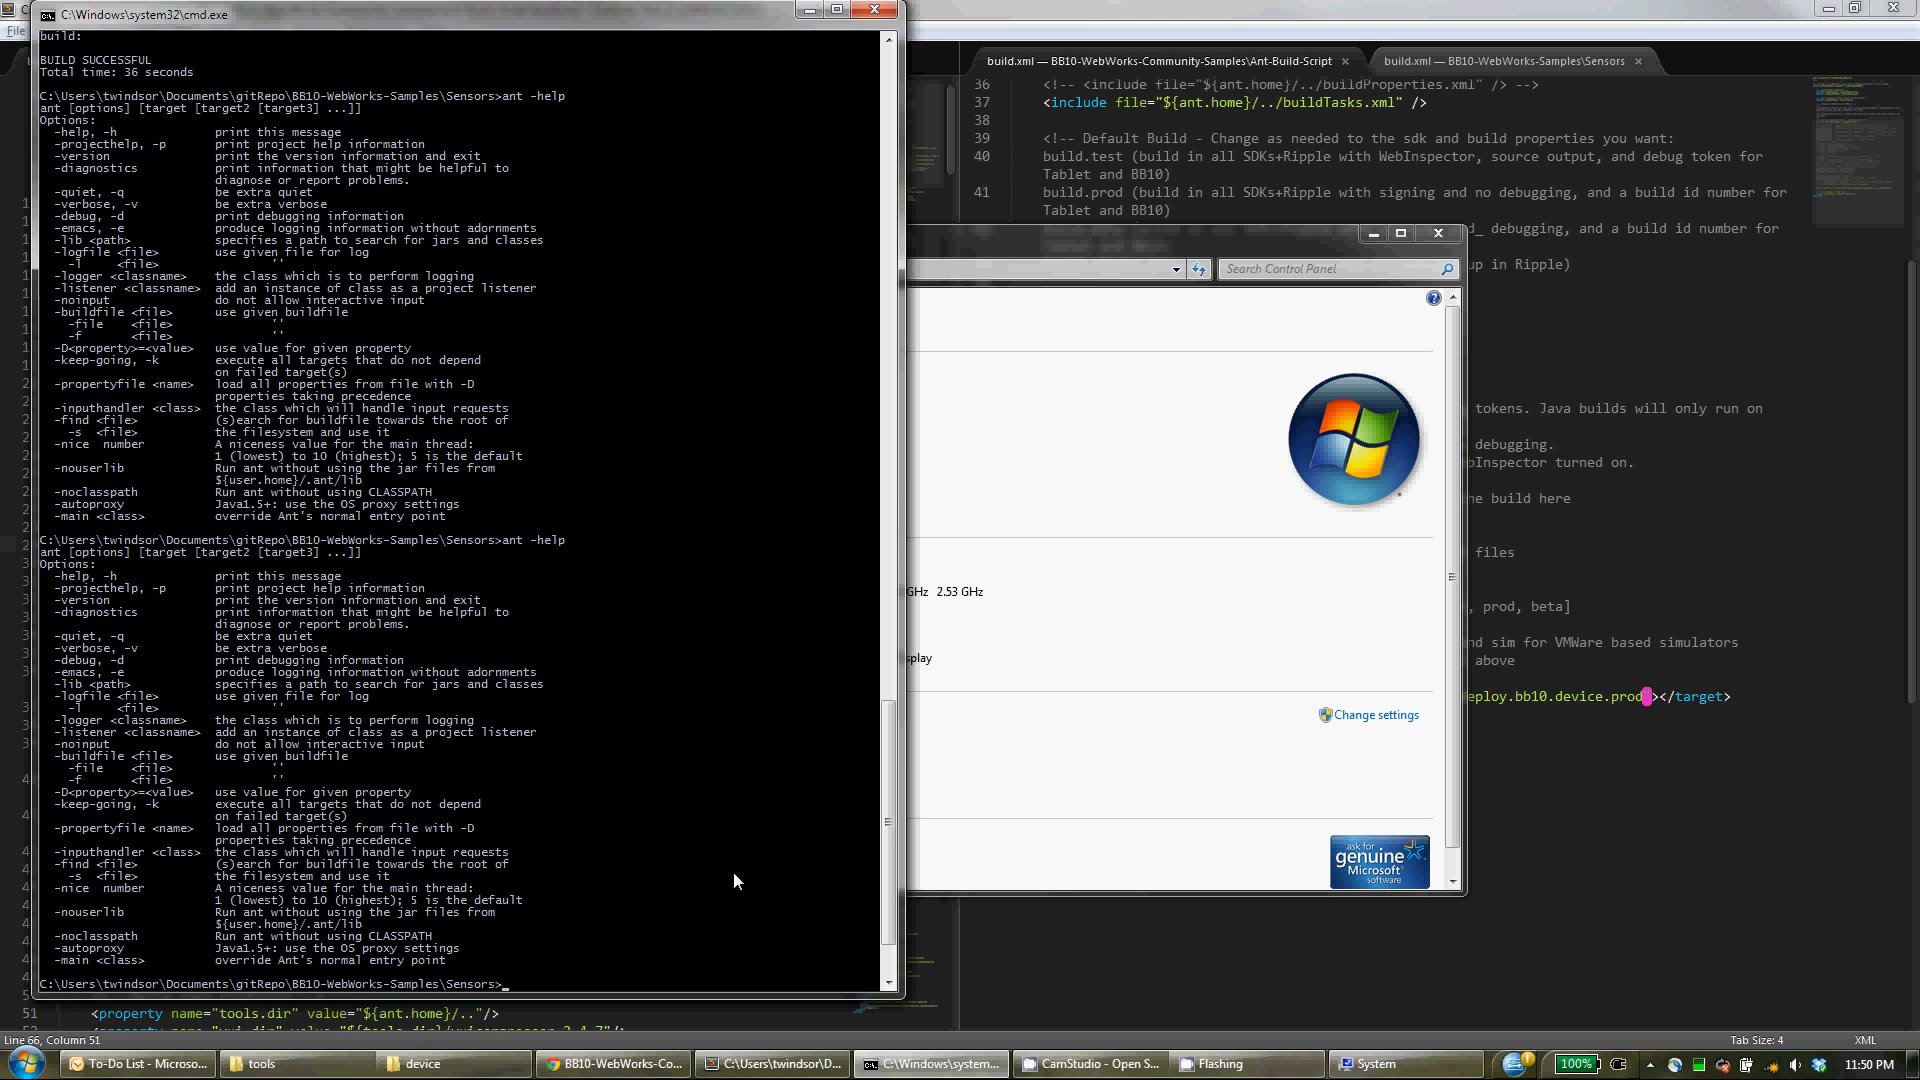 C:\Windows\system32\cmd.exe
File
build:
BUILD SUCCESSFUL
Total time: 36 seconds
C:\Users\twindsor\Documents\gitRepo\BB10-WebWorks-Samples\Sensors>ant -help
ant [options] [target [target2 [target3] ...]]
Options:
-help, -h print this message
-projecthelp, -p print project help information
-version print the version information and exit
-diagnostics print information that might be helpful to
diagnose or report problems.
-quiet, -q be extra quiet
-verbose, -v be extra verbose
-debug, -d print debugging information
-emacs, -e produce logging information without adornments
-lib <path> specifies a path to search for jars and classes
-logfile <file> use given file for log
-l <file> ''
-logger <classname> the class which is to perform logging
-listener <classname> add an instance of class as a project listener
-noinput do not allow interactive input
-buildfile <file> use given buildfile
-file <file> ''
-f <file> ''
-D<property>=<value> use value for given property
-keep-going, -k execute all targets that do not depend
on failed target(s)
-propertyfile <name> load all properties from file with -D
properties taking precedence
-inputhandler <class> the class which will handle input requests
-find <file> (s)earch for buildfile towards the root of
-s <file> the filesystem and use it
-nice number A niceness value for the main thread:
1 (lowest) to 10 (highest); 5 is the default
-nouserlib Run ant without using the jar files from
${user.home}/.ant/lib
-noclasspath Run ant without using CLASSPATH
-autoproxy Java1.5+: use the OS proxy settings
-main <class> override Ant's normal entry point
C:\Users\twindsor\Documents\gitRepo\BB10-WebWorks-Samples\Sensors>ant -help
ant [options] [target [target2 [target3] ...]]
Options:
-help, -h print this message
-projecthelp, -p print project help information
-version print the version information and exit
-diagnostics print information that might be helpful to
diagnose or report problems.
-quiet, -q be extra quiet
-verbose, -v be extra verbose
-debug, -d print debugging information
-emacs, -e produce logging information without adornments
-lib <path> specifies a path to search for jars and classes
-logfile <file> use given file for log
-l <file> ''
-logger <classname> the class which is to perform logging
-listener <classname> add an instance of class as a project listener
-noinput do not allow interactive input
-buildfile <file> use given buildfile
-file <file> ''
-f <file> ''
-D<property>=<value> use value for given property
-keep-going, -k execute all targets that do not depend
on failed target(s)
-propertyfile <name> load all properties from file with -D
properties taking precedence
-inputhandler <class> the class which will handle input requests
-find <file> (s)earch for buildfile towards the root of
-s <file> the filesystem and use it
-nice number A niceness value for the main thread:
1 (lowest) to 10 (highest); 5 is the default
-nouserlib Run ant without using the jar files from
${user.home}/.ant/lib
-noclasspath Run ant without using CLASSPATH
-autoproxy Java1.5+: use the OS proxy settings
-main <class> override Ant's normal entry point
C:\Users\twindsor\Documents\gitRepo\BB10-WebWorks-Samples\Sensors>_
build.xml — BB10-WebWorks-Community-Samples\Ant-Build-Script × build.xml — BB10-WebWorks-Samples\Sensors ×
36 <!-- <include file="${ant.home}/../buildProperties.xml" /> -->
37 <include file="${ant.home}/../buildTasks.xml" />
38
39 <!-- Default Build - Change as needed to the sdk and build properties you want:
40 build.test (build in all SDKs+Ripple with WebInspector, source output, and debug token for
Tablet and BB10)
41 build.prod (build in all SDKs+Ripple with signing and no debugging, and a build id number for
Tablet and BB10)
d_ debugging, and a build id number for
up in Ripple)
Search Control Panel
tokens. Java builds will only run on
debugging.
bInspector turned on.
he build here
files
GHz 2.53 GHz
, prod, beta]
nd sim for VMWare based simulators
splay
above
eploy.bb10.device.prod"></target>
Change settings
ask for
genuine
Microsoft
software
51 <property name="tools.dir" value="${ant.home}/.."/>
Line 66, Column 51
Tab Size: 4
XML
To-Do List - Microso...
tools
device
BB10-WebWorks-Co...
C:\Users\twindsor\D...
C:\Windows\system...
CamStudio - Open S...
Flashing
System
100%
11:50 PM